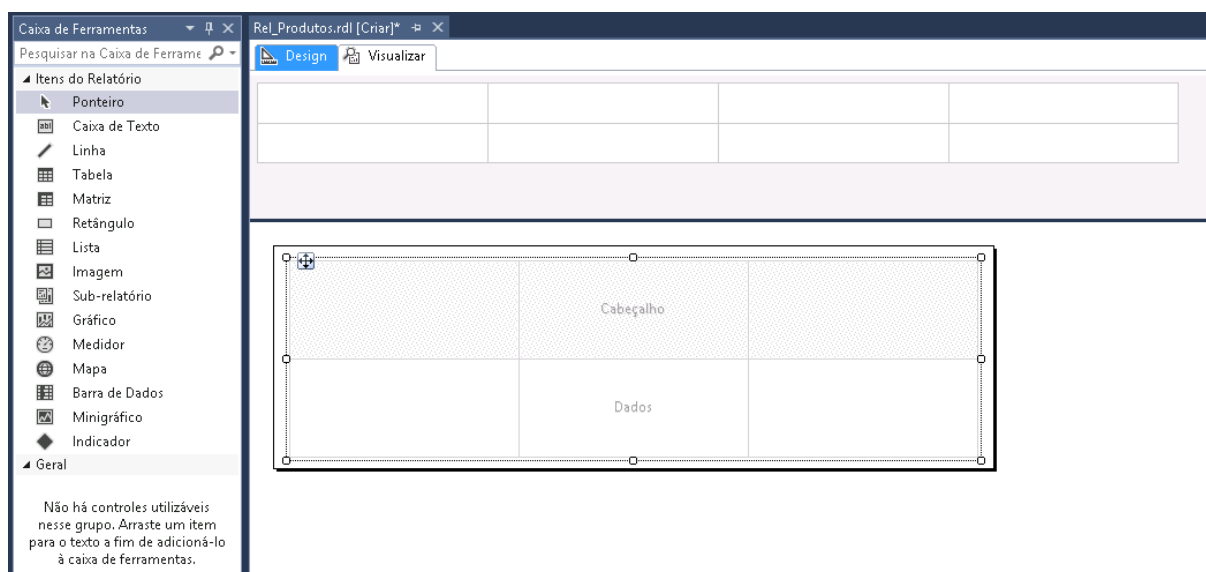 Caixa de Ferramentas
Pesquisar na Caixa de Ferrame
Itens do Relatório
Ponteiro
abl Caixa de Texto
Linha
Tabela
Matriz
Retângulo
Lista
Imagem
Sub-relatório
Gráfico
Medidor
Mapa
Barra de Dados
Minigráfico
Indicador
Geral
Não há controles utilizáveis
nesse grupo. Arraste um item
para o texto a fim de adicioná-lo
à caixa de ferramentas.
Rel_Produtos.rdl [Criar]*
Design Visualizar
Cabeçalho
Dados